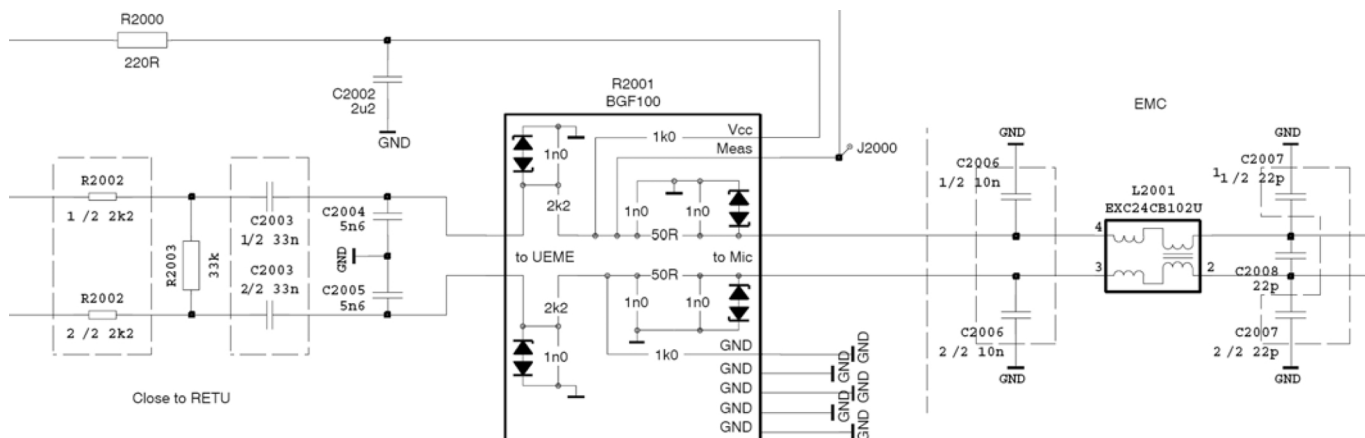 R2000
220R
C2002
2u2
GND
R2001
BGF100
Vcc
1k0
Meas
J2000
1n0
2k2
1n0
1n0
50R
to UEME
to Mic
50R
2k2
1n0
1n0
1n0
1k0
GND
GND
GND
GND
GND
GND
GND
GND
GND
GND
R2002
1/2 2k2
R2003
33k
R2002
2/2 2k2
C2003
1/2 33n
C2003
2/2 33n
C2004
5n6
GND
C2005
5n6
Close to RETU
EMC
GND
C2006
1/2 10n
C2006
2/2 10n
GND
L2001
EXC24CB102U
4
3
1
2
GND
C2007
1/2 22p
C2008
22p
C2007
2/2 22p
GND